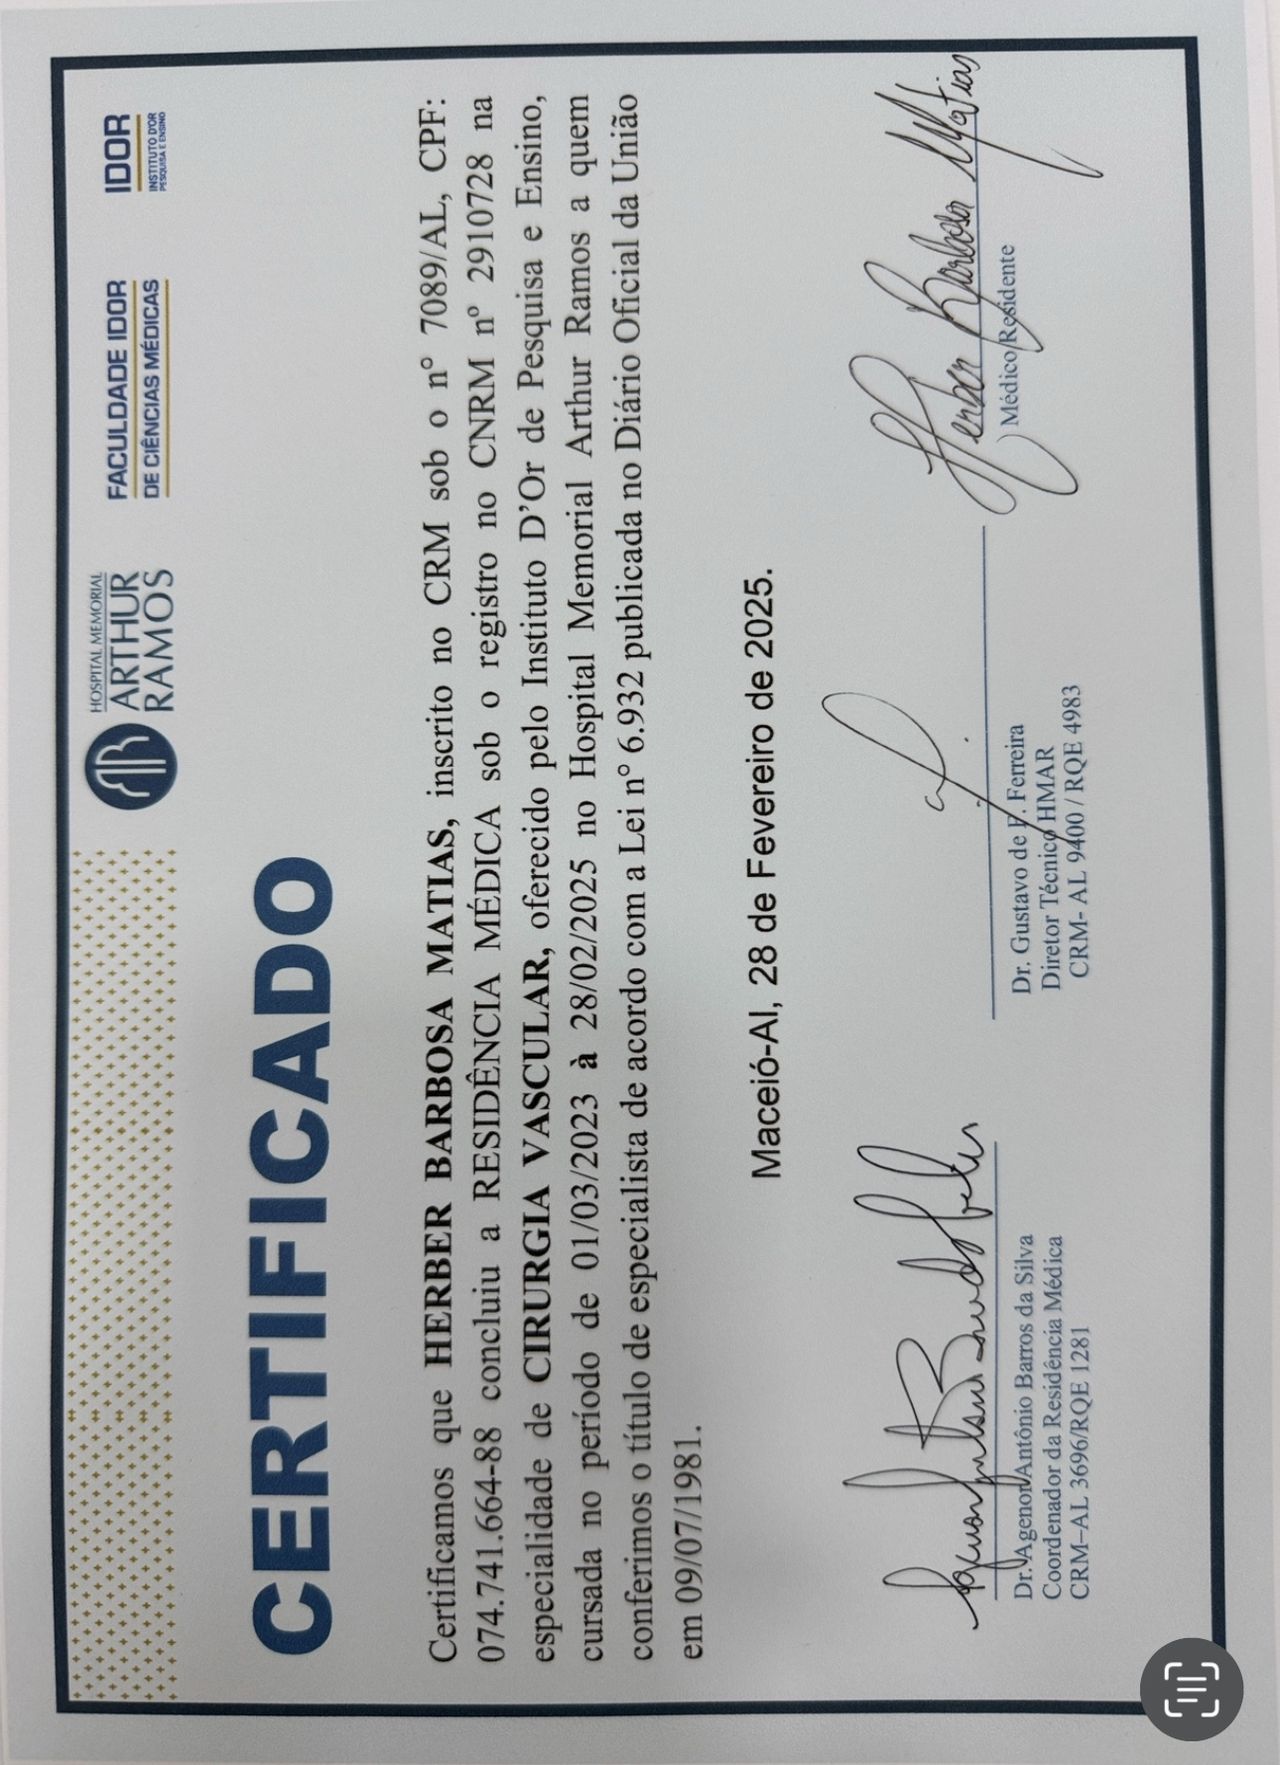 HOSPITAL MEMORIAL
ARTHUR
RAMOS
FACULDADE IDOR
DE CIÊNCIAS MÉDICAS
IDOR
INSTITUTO D'OR
PESQUISA E ENSINO
CERTIFICADO
Certificamos que HERBER BARBOSA MATIAS, inscrito no CRM sob o n° 7089/AL, CPF:
074.741.664-88 concluiu a RESIDÊNCIA MÉDICA sob o registro no CNRM nº 2910728 na
especialidade de CIRURGIA VASCULAR, oferecido pelo Instituto D’Or de Pesquisa e Ensino,
cursada no período de 01/03/2023 à 28/02/2025 no Hospital Memorial Arthur Ramos a quem
conferimos o título de especialista de acordo com a Lei n° 6.932 publicada no Diário Oficial da União
em 09/07/1981.
Maceió-Al, 28 de Fevereiro de 2025.
Dr. Agenor Antônio Barros da Silva
Coordenador da Residência Médica
CRM–AL 3696/RQE 1281
Dr. Gustavo de F. Ferreira
Diretor Técnico HMAR
CRM- AL 9400 / RQE 4983
Herber Barbosa Matias
Médico Residente